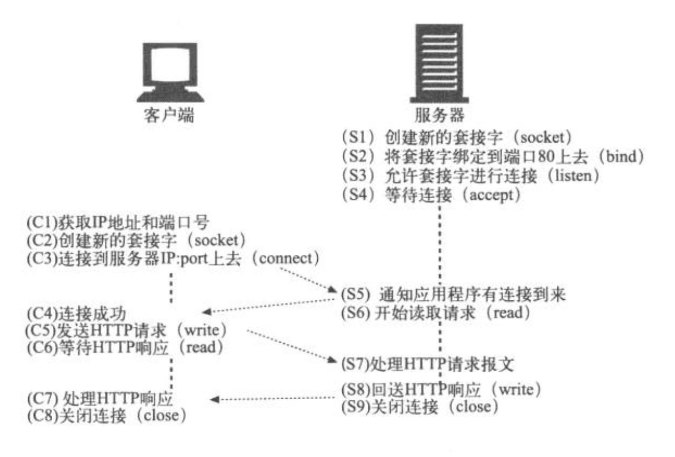 客户端
服务器
(S1) 创建新的套接字（socket）
(S2) 将套接字绑定到端口80上去（bind）
(S3) 允许套接字进行连接（listen）
(S4) 等待连接（accept）
(C1)获取IP地址和端口号
(C2)创建新的套接字（socket）
(C3)连接到服务器IP:port上去（connect）
(S5) 通知应用程序有连接到来
(S6) 开始读取请求（read）
(C4)连接成功
(C5)发送HTTP请求（write）
(C6)等待HTTP响应（read）
(S7)处理HTTP请求报文
(S8)回送HTTP响应（write）
(S9)关闭连接（close）
(C7) 处理HTTP响应
(C8)关闭连接（close）